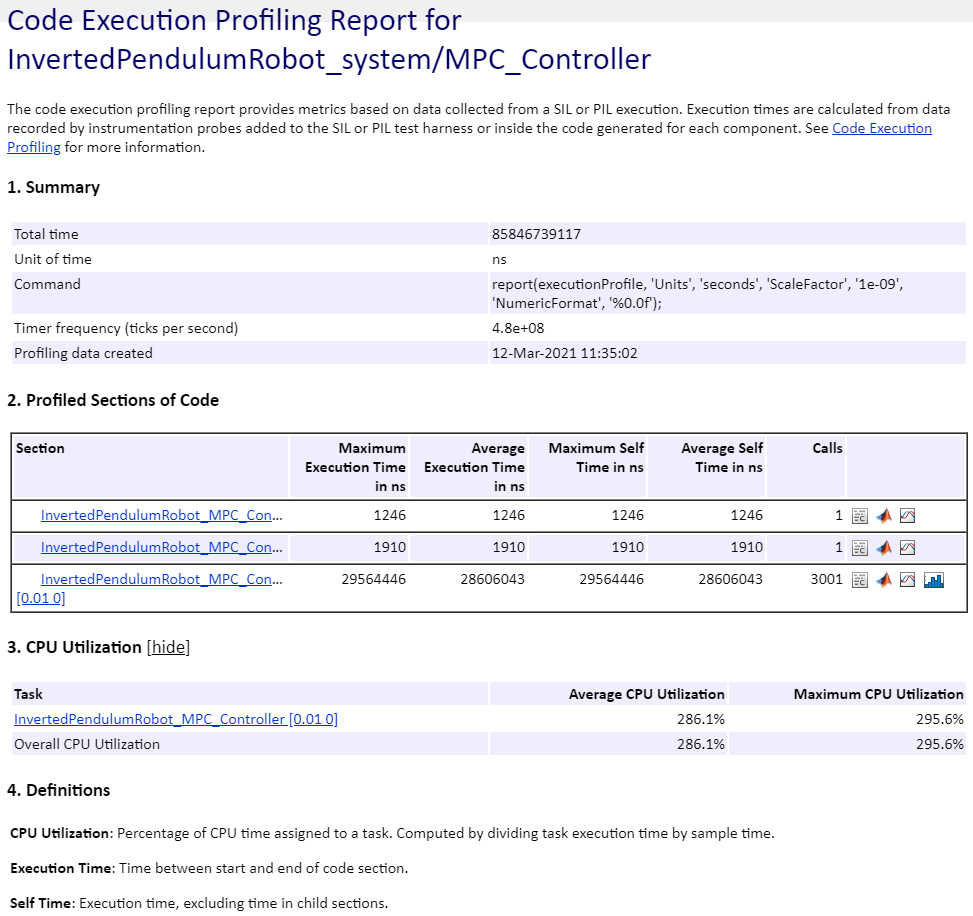 Code Execution Profiling Report for
InvertedPendulumRobot_system/MPC_Controller
The code execution profiling report provides metrics based on data collected from a SIL or PIL execution. Execution times are calculated from data
recorded by instrumentation probes added to the SIL or PIL test harness or inside the code generated for each component. See Code Execution
Profiling for more information.
1. Summary
Total time 85846739117
Unit of time ns
Command report(executionProfile, 'Units', 'seconds', 'ScaleFactor', '1e-09',
'NumericFormat', '%0.0f');
Timer frequency (ticks per second) 4.8e+08
Profiling data created 12-Mar-2021 11:35:02
2. Profiled Sections of Code
Section Maximum Average Maximum Self Average Self Calls
Execution Time Execution Time Time in ns Time in ns
in ns in ns
InvertedPendulumRobot_MPC_Con... 1246 1246 1246 1246 1
InvertedPendulumRobot_MPC_Con... 1910 1910 1910 1910 1
InvertedPendulumRobot_MPC_Con... 29564446 28606043 29564446 28606043 3001
[0.01 0]
3. CPU Utilization [hide]
Task Average CPU Utilization Maximum CPU Utilization
InvertedPendulumRobot_MPC_Controller [0.01 0] 286.1% 295.6%
Overall CPU Utilization 286.1% 295.6%
4. Definitions
CPU Utilization: Percentage of CPU time assigned to a task. Computed by dividing task execution time by sample time.
Execution Time: Time between start and end of code section.
Self Time: Execution time, excluding time in child sections.